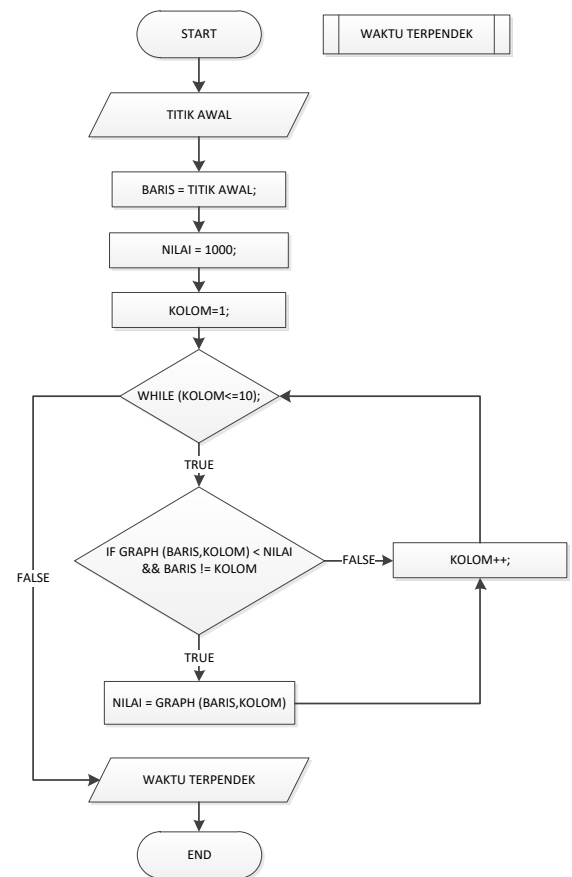 START
WAKTU TERPENDEK
TITIK AWAL
BARIS = TITIK AWAL;
NILAI = 1000;
KOLOM=1;
WHILE (KOLOM<=10);
TRUE
IF GRAPH (BARIS,KOLOM) < NILAI
&& BARIS != KOLOM
FALSE
KOLOM++;
FALSE
TRUE
NILAI = GRAPH (BARIS,KOLOM)
WAKTU TERPENDEK
END